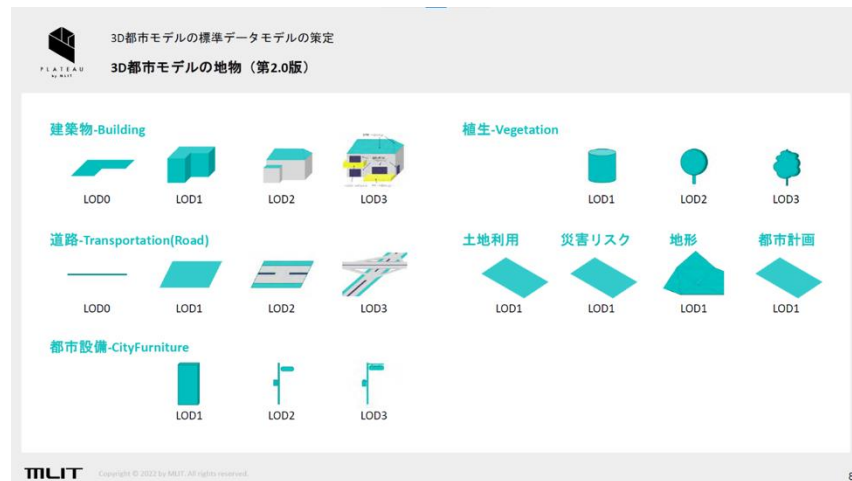 3D都市モデルの標準データモデルの策定
3D都市モデルの地物（第2.0版）
PLATEAU
by MLIT
建築物-Building
LOD0 LOD1 LOD2 LOD3
道路-Transportation(Road)
LOD0 LOD1 LOD2 LOD3
都市設備-CityFurniture
LOD1 LOD2 LOD3
植生-Vegetation
LOD1 LOD2 LOD3
土地利用 災害リスク 地形 都市計画
LOD1 LOD1 LOD1 LOD1
MLIT Copyright © 2022 by MLIT. All rights reserved.